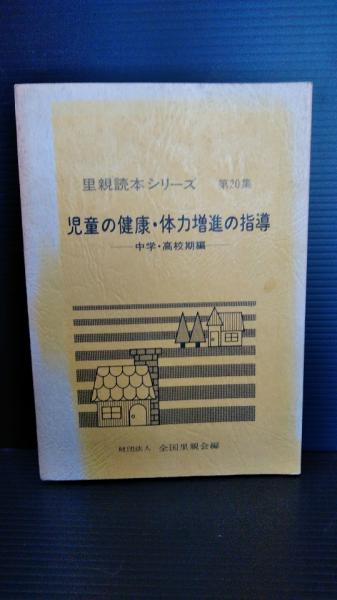 里親読本シリーズ 第20集
児童の健康・体力増進の指導
――中学・高校期編――
財団法人 全国里親会編